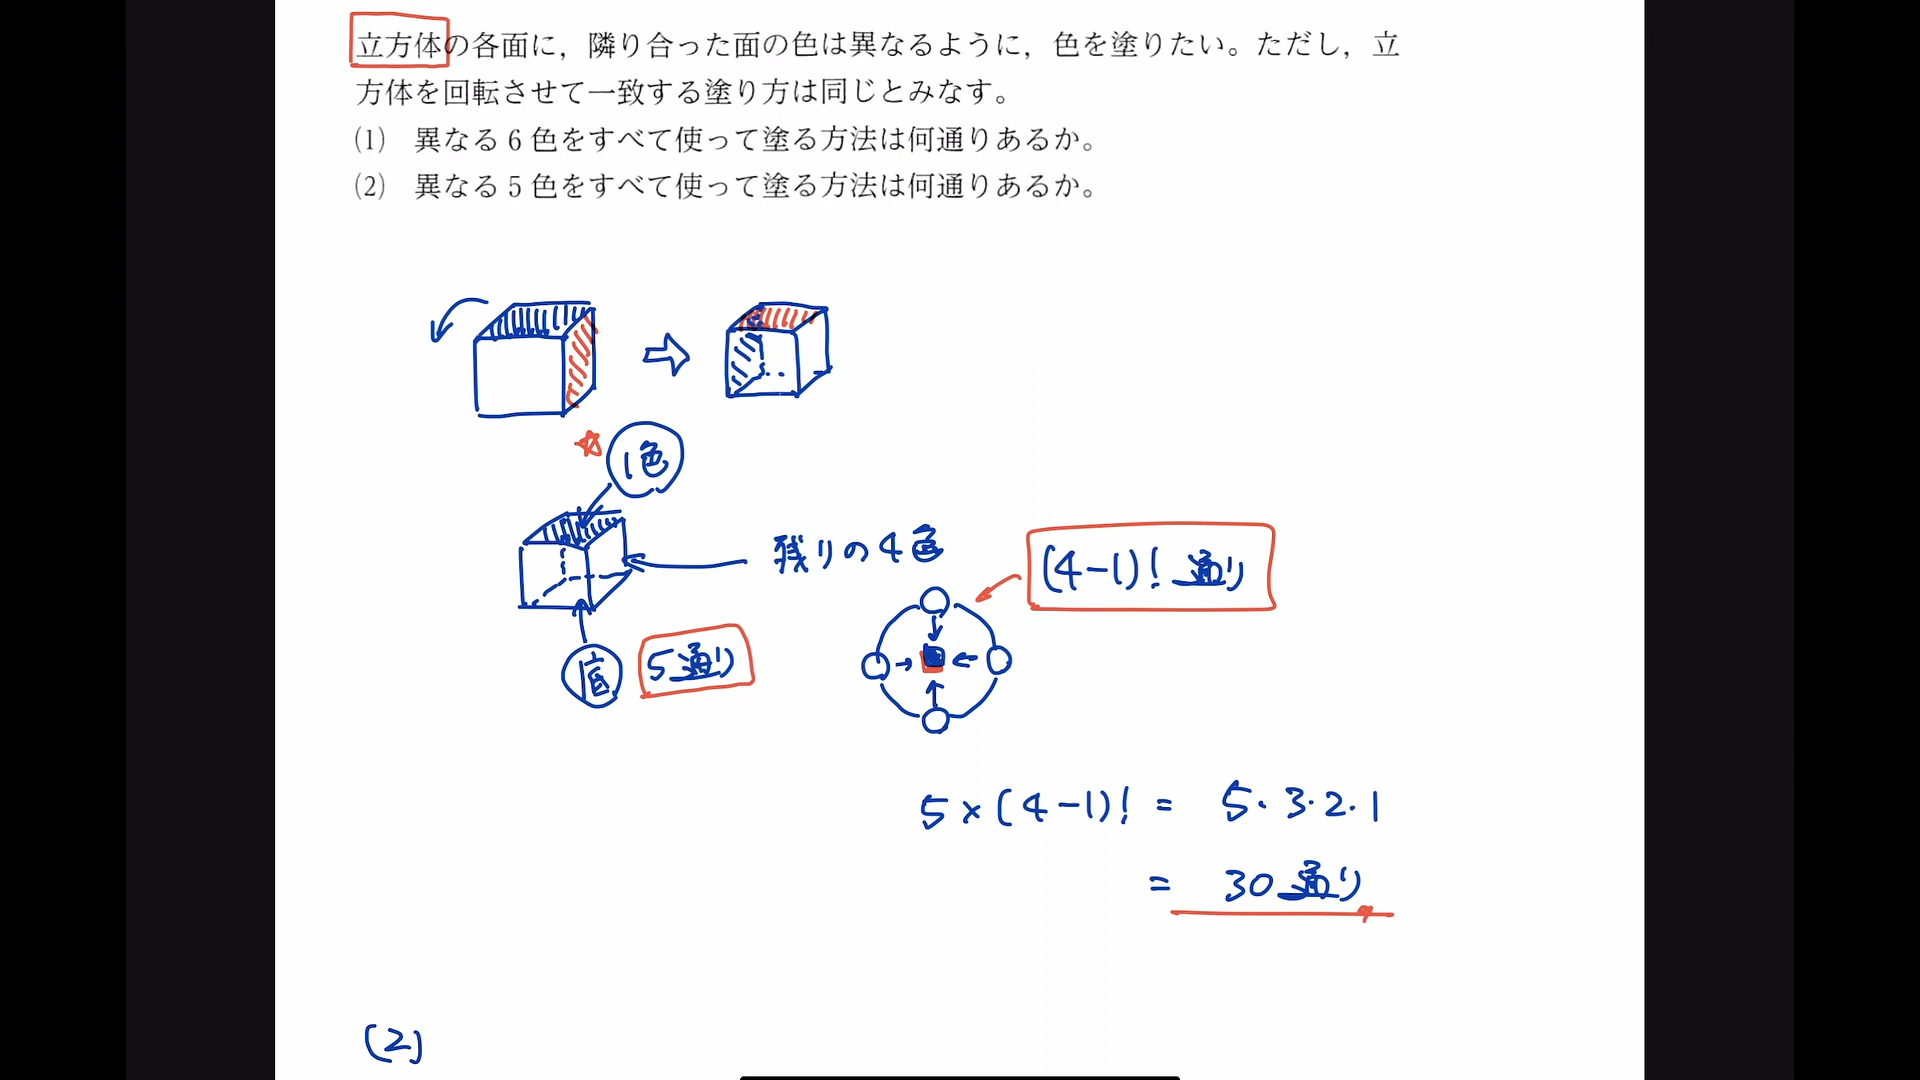 立方体の各面に，隣り合った面の色は異なるように，色を塗りたい。ただし，立
方体を回転させて一致する塗り方は同じとみなす。
(1) 異なる 6 色をすべて使って塗る方法は何通りあるか。
(2) 異なる 5 色をすべて使って塗る方法は何通りあるか。
1色
残りの4色
(4-1)! 通り
底
5通り
5×(4-1)! = 5・3・2・1
= 30通り
(2)